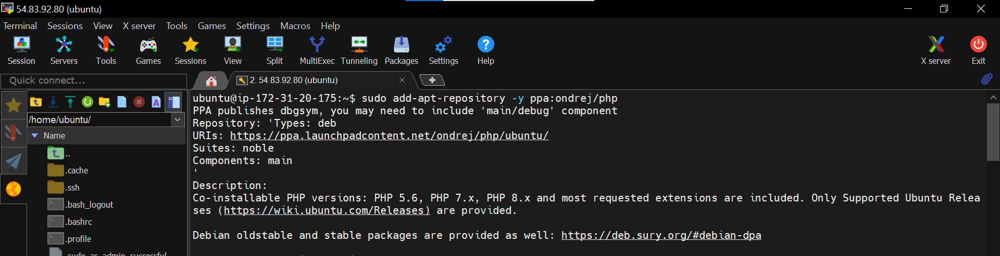 54.83.92.80 (ubuntu)
Terminal Sessions View X server Tools Games Settings Macros Help
Session Servers Tools Games Sessions View Split MultiExec Tunneling Packages Settings Help X server Exit
Quick connect...
2. 54.83.92.80 (ubuntu)
/home/ubuntu/
Name
..
.cache
.ssh
.bash_logout
.bashrc
.profile
.sudo_as_admin_successful
ubuntu@ip-172-31-20-175:~$ sudo add-apt-repository -y ppa:ondrej/php
PPA publishes dbgsym, you may need to include 'main/debug' component
Repository: 'Types: deb
URIs: https://ppa.launchpadcontent.net/ondrej/php/ubuntu/
Suites: noble
Components: main
'
Description:
Co-installable PHP versions: PHP 5.6, PHP 7.x, PHP 8.x and most requested extensions are included. Only Supported Ubuntu Relea
ses (https://wiki.ubuntu.com/Releases) are provided.
Debian oldstable and stable packages are provided as well: https://deb.sury.org/#debian-dpa